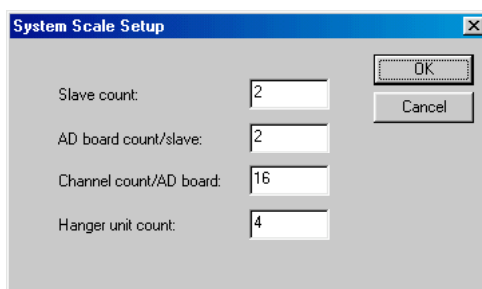 System Scale Setup
OK
Slave count: 2
Cancel
AD board count/slave: 2
Channel count/AD board: 16
Hanger unit count: 4